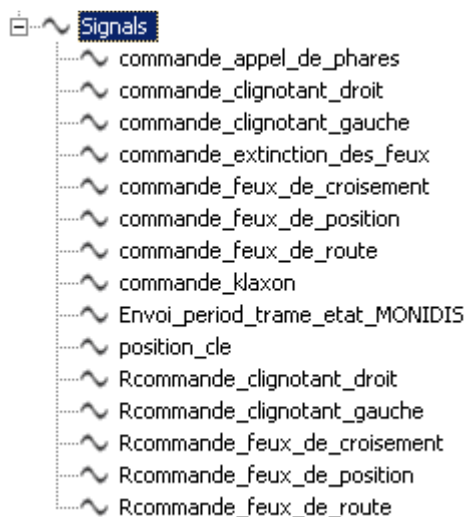 Signals
commande_appel_de_phares
commande_clignotant_droit
commande_clignotant_gauche
commande_extinction_des_feux
commande_feux_de_croisement
commande_feux_de_position
commande_feux_de_route
commande_klaxon
Envoi_period_trame_etat_MONIDIS
position_cle
Rcommande_clignotant_droit
Rcommande_clignotant_gauche
Rcommande_feux_de_croisement
Rcommande_feux_de_position
Rcommande_feux_de_route